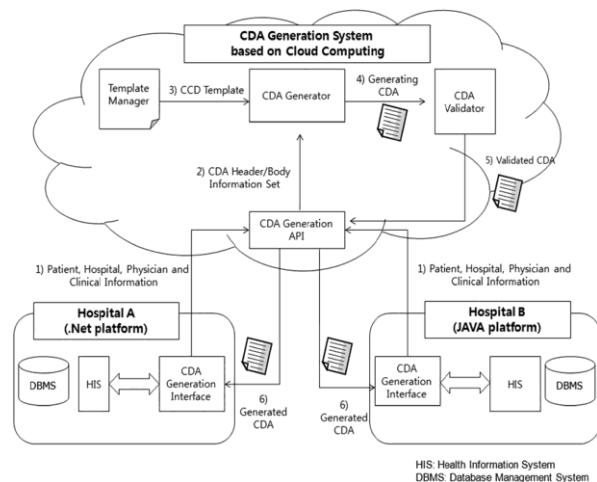 CDA Generation System
based on Cloud Computing
Template
Manager
3) CCD Template
CDA Generator
4) Generating
CDA
CDA
Validator
2) CDA Header/Body
Information Set
5) Validated CDA
CDA Generation
API
1) Patient, Hospital, Physician and
Clinical Information
1) Patient, Hospital, Physician and
Clinical Information
Hospital A
(.Net platform)
DBMS
HIS
CDA
Generation
Interface
6) Generated
CDA
6) Generated
CDA
Hospital B
(JAVA platform)
CDA
Generation
Interface
HIS
DBMS
HIS: Health Information System
DBMS: Database Management System